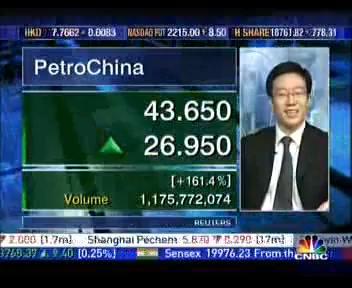 HKD 7.7662 + 0.0083 NASDAQ FUT 2215.00 + 8.50 H SHARE 18761.82 - 778.31
PetroChina
43.650
26.950
[+161.4%]
Volume 1,175,772,074
REUTERS
2.000 [1.7m] Shanghai Pechem 5.870 0.290 [3.7m]
CNBC
9.40 [0.25%] Sensex 19976.23 From the